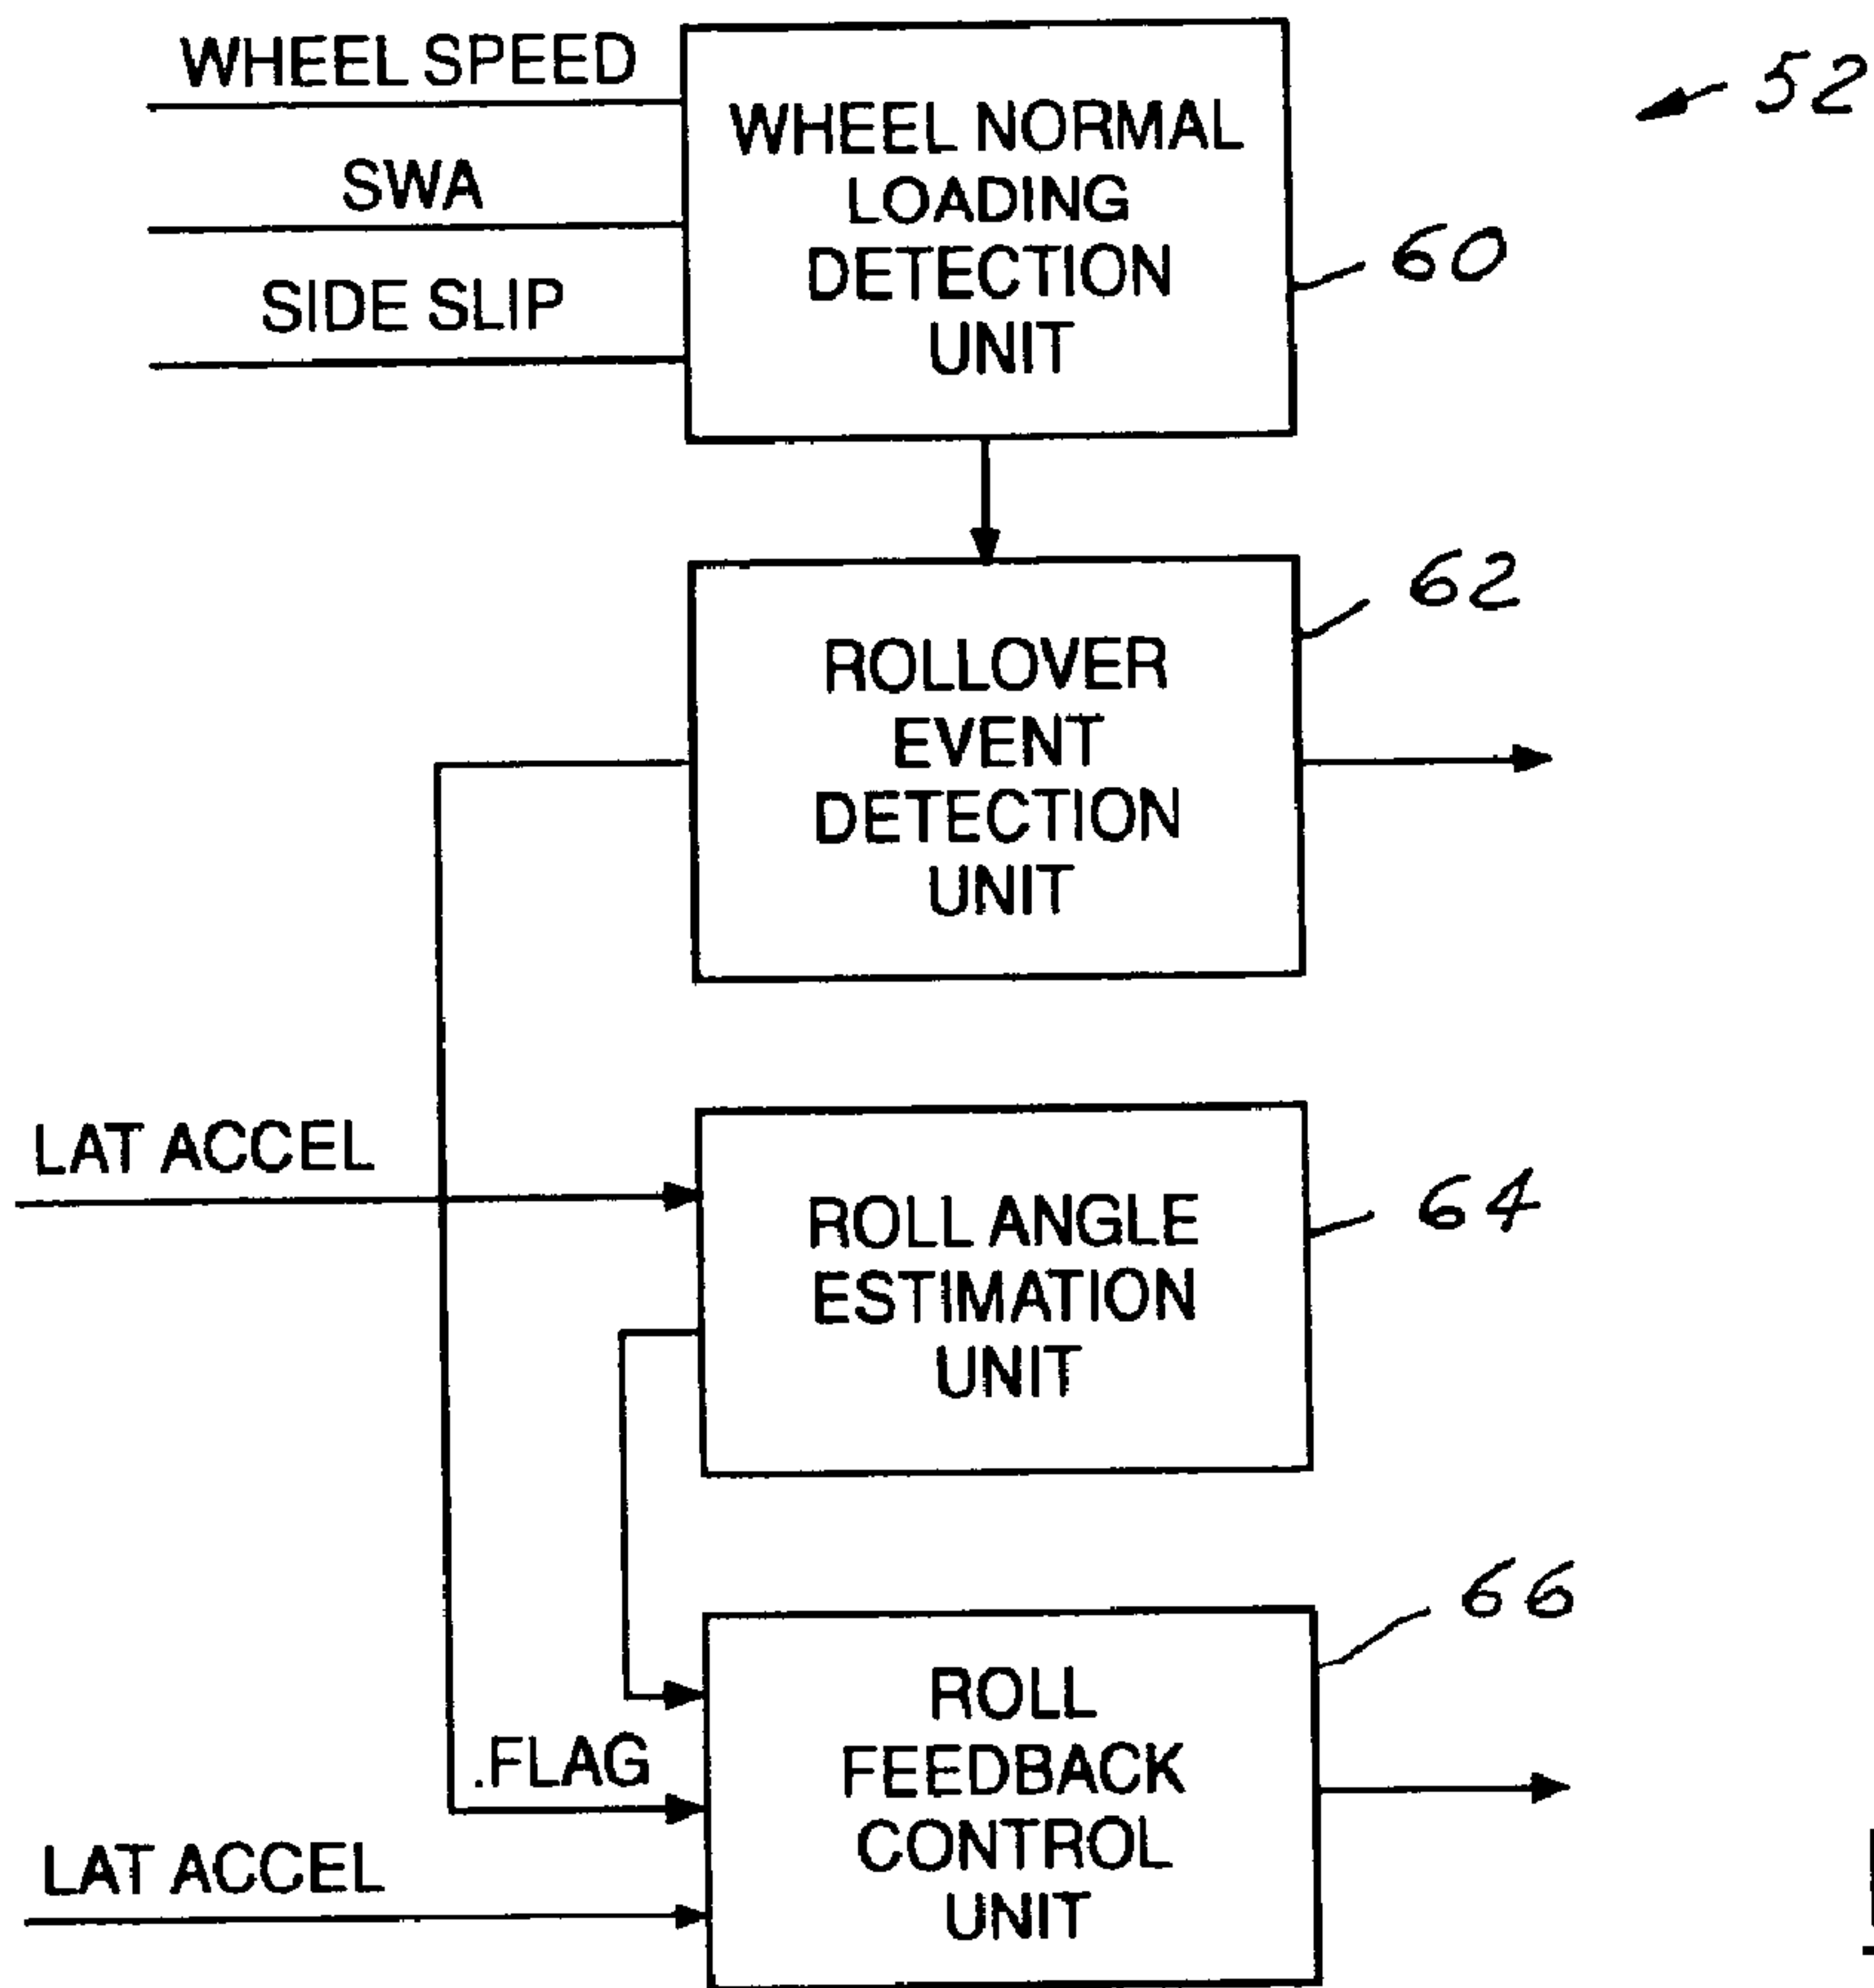 WHEEL SPEED
SWA
SIDE SLIP
WHEEL NORMAL
LOADING
DETECTION
UNIT
52
60
ROLLOVER
EVENT
DETECTION
UNIT
62
LAT ACCEL
ROLL ANGLE
ESTIMATION
UNIT
64
.FLAG
LAT ACCEL
ROLL
FEEDBACK
CONTROL
UNIT
66